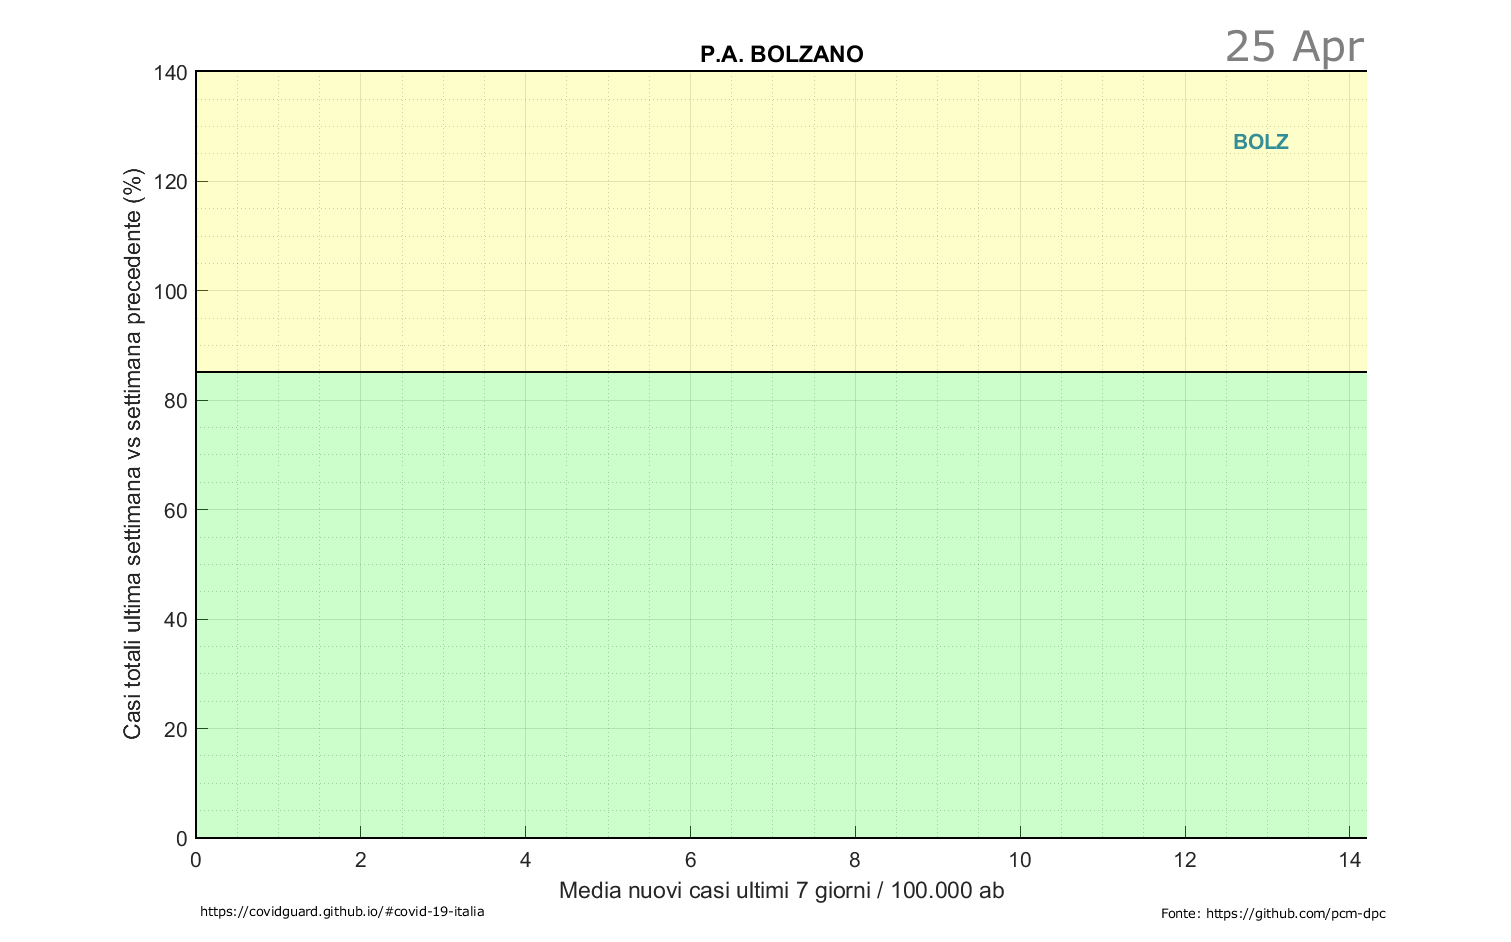 25 Apr
P.A. BOLZANO
140
BOLZ
120
100
80
60
40
20
0
Casi totali ultima settimana vs settimana precedente (%)
0 2 4 6 8 10 12 14
Media nuovi casi ultimi 7 giorni / 100.000 ab
https://covidguard.github.io/#covid-19-italia
Fonte: https://github.com/pcm-dpc